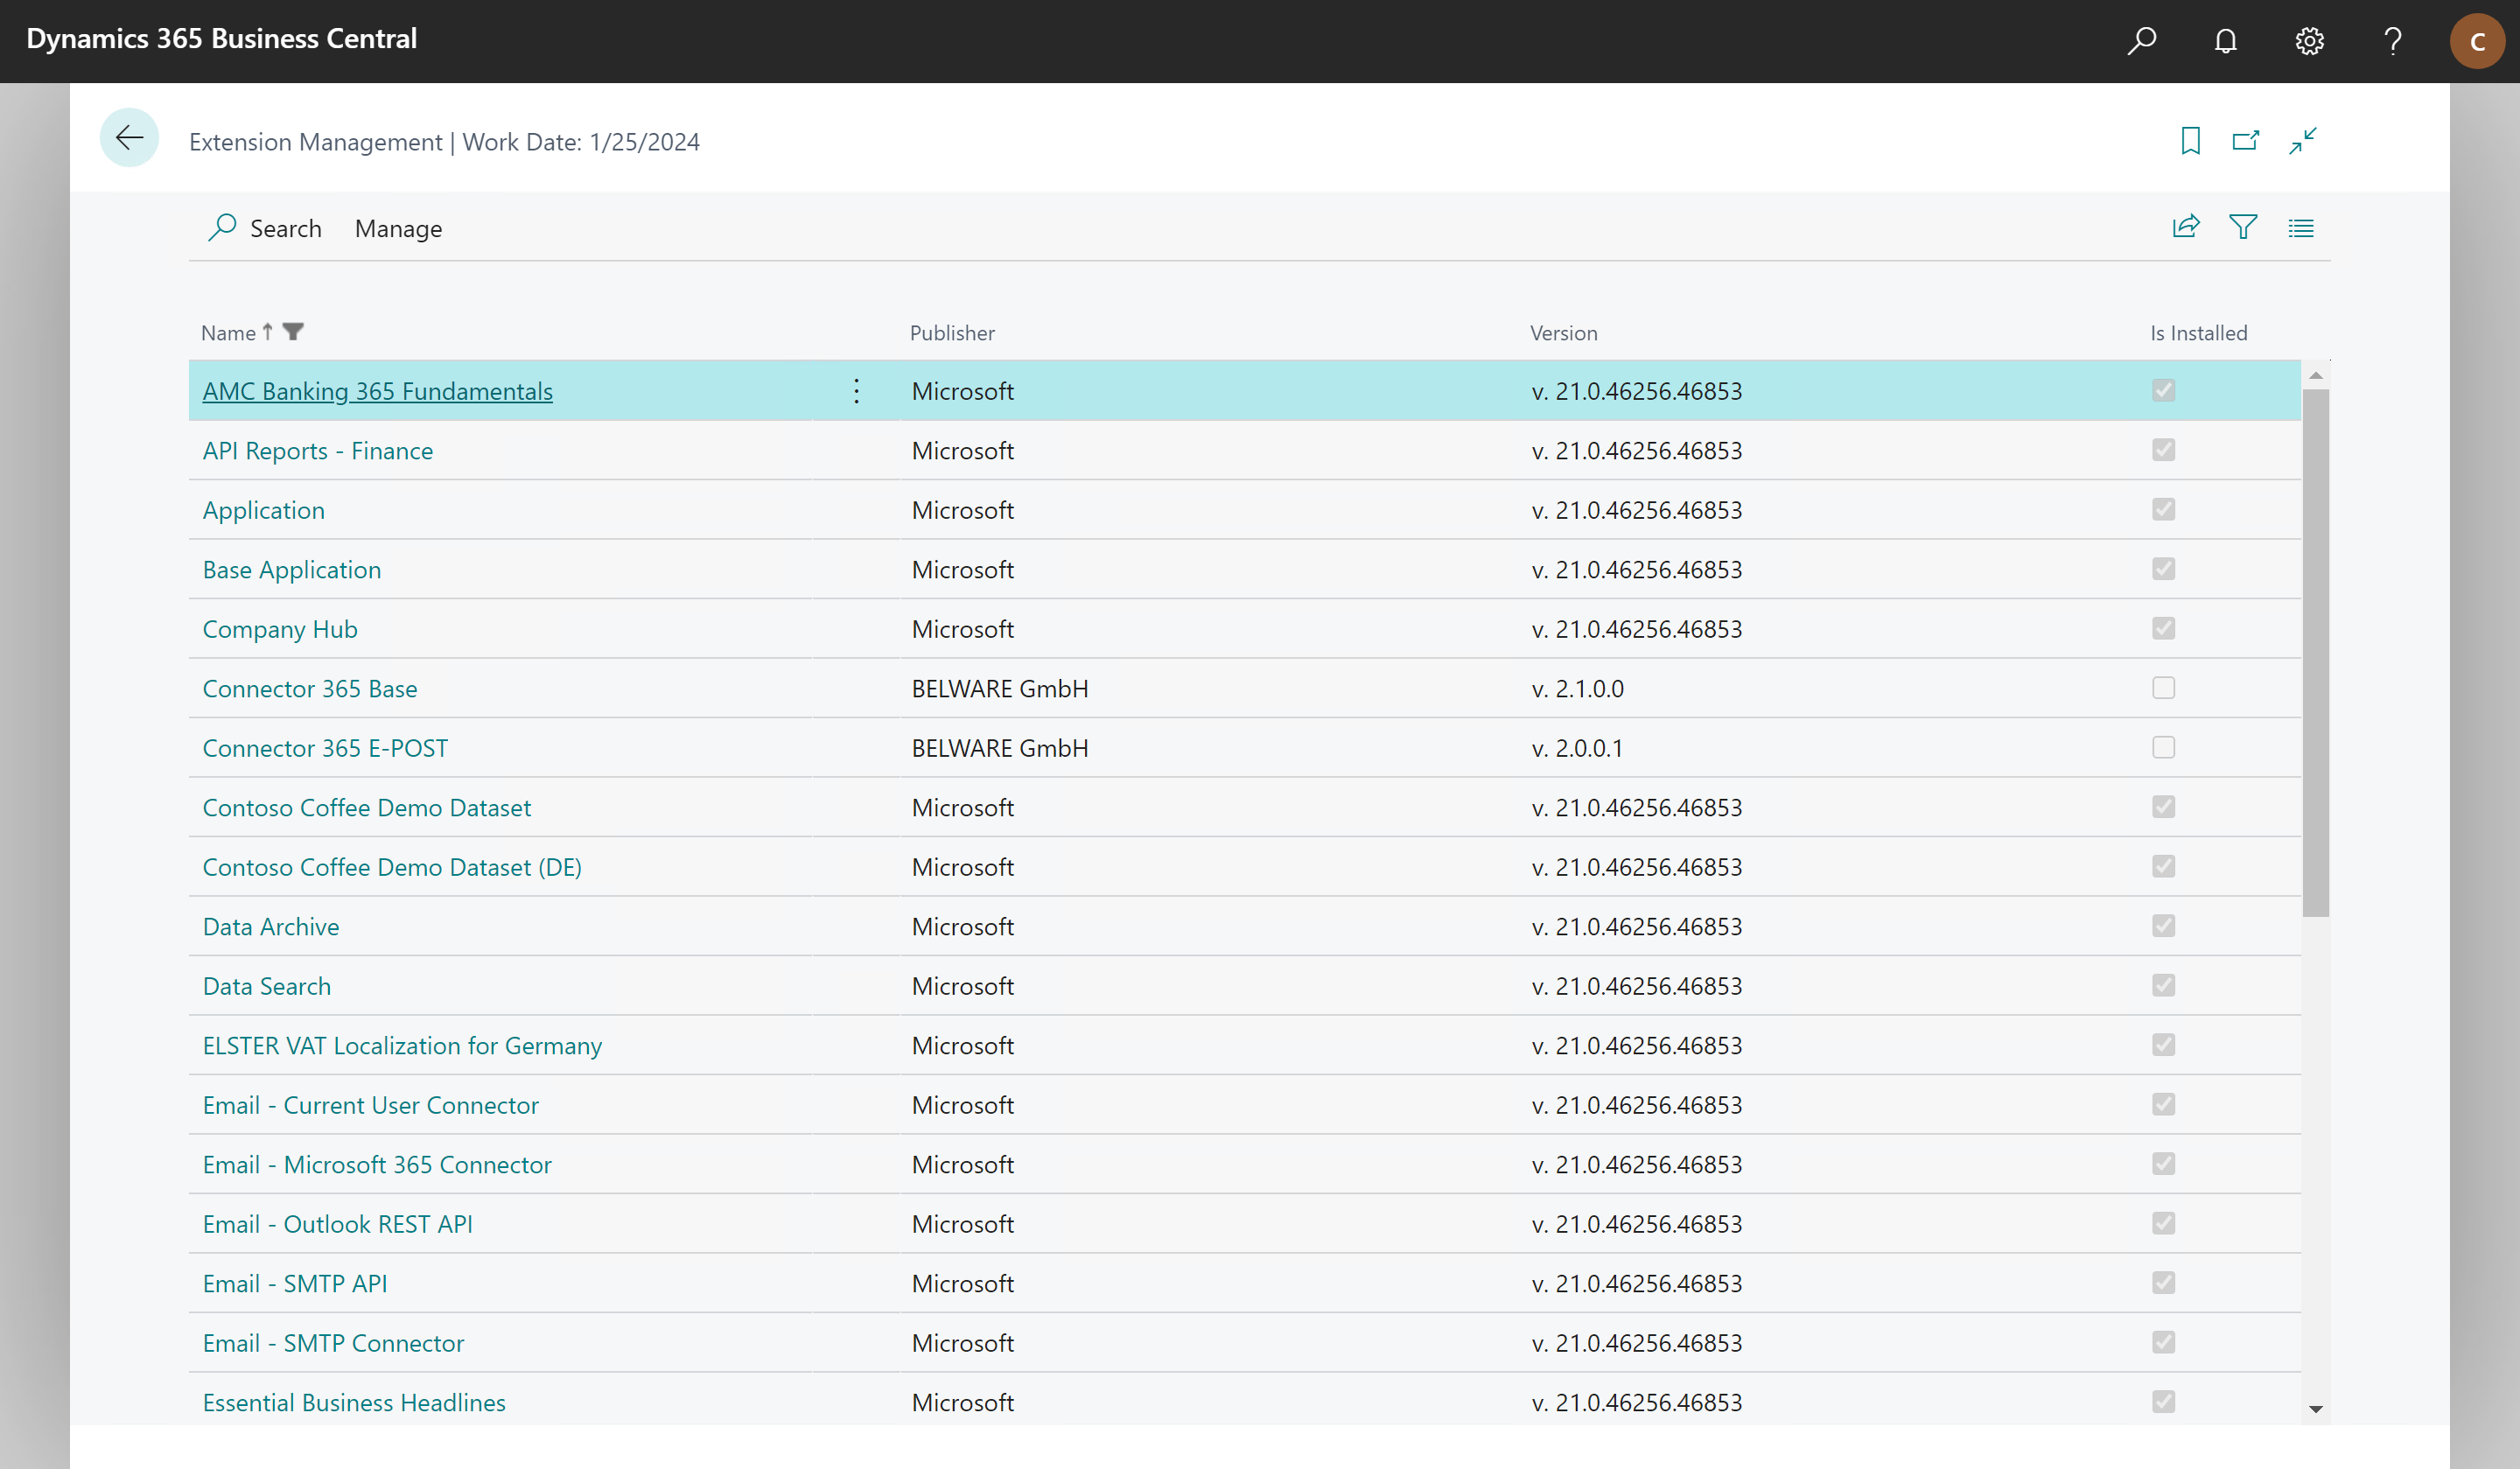 Dynamics 365 Business Central
C
Extension Management | Work Date: 1/25/2024
Search Manage
Name Publisher Version Is Installed
AMC Banking 365 Fundamentals Microsoft v. 21.0.46256.46853
API Reports - Finance Microsoft v. 21.0.46256.46853
Application Microsoft v. 21.0.46256.46853
Base Application Microsoft v. 21.0.46256.46853
Company Hub Microsoft v. 21.0.46256.46853
Connector 365 Base BELWARE GmbH v. 2.1.0.0
Connector 365 E-POST BELWARE GmbH v. 2.0.0.1
Contoso Coffee Demo Dataset Microsoft v. 21.0.46256.46853
Contoso Coffee Demo Dataset (DE) Microsoft v. 21.0.46256.46853
Data Archive Microsoft v. 21.0.46256.46853
Data Search Microsoft v. 21.0.46256.46853
ELSTER VAT Localization for Germany Microsoft v. 21.0.46256.46853
Email - Current User Connector Microsoft v. 21.0.46256.46853
Email - Microsoft 365 Connector Microsoft v. 21.0.46256.46853
Email - Outlook REST API Microsoft v. 21.0.46256.46853
Email - SMTP API Microsoft v. 21.0.46256.46853
Email - SMTP Connector Microsoft v. 21.0.46256.46853
Essential Business Headlines Microsoft v. 21.0.46256.46853